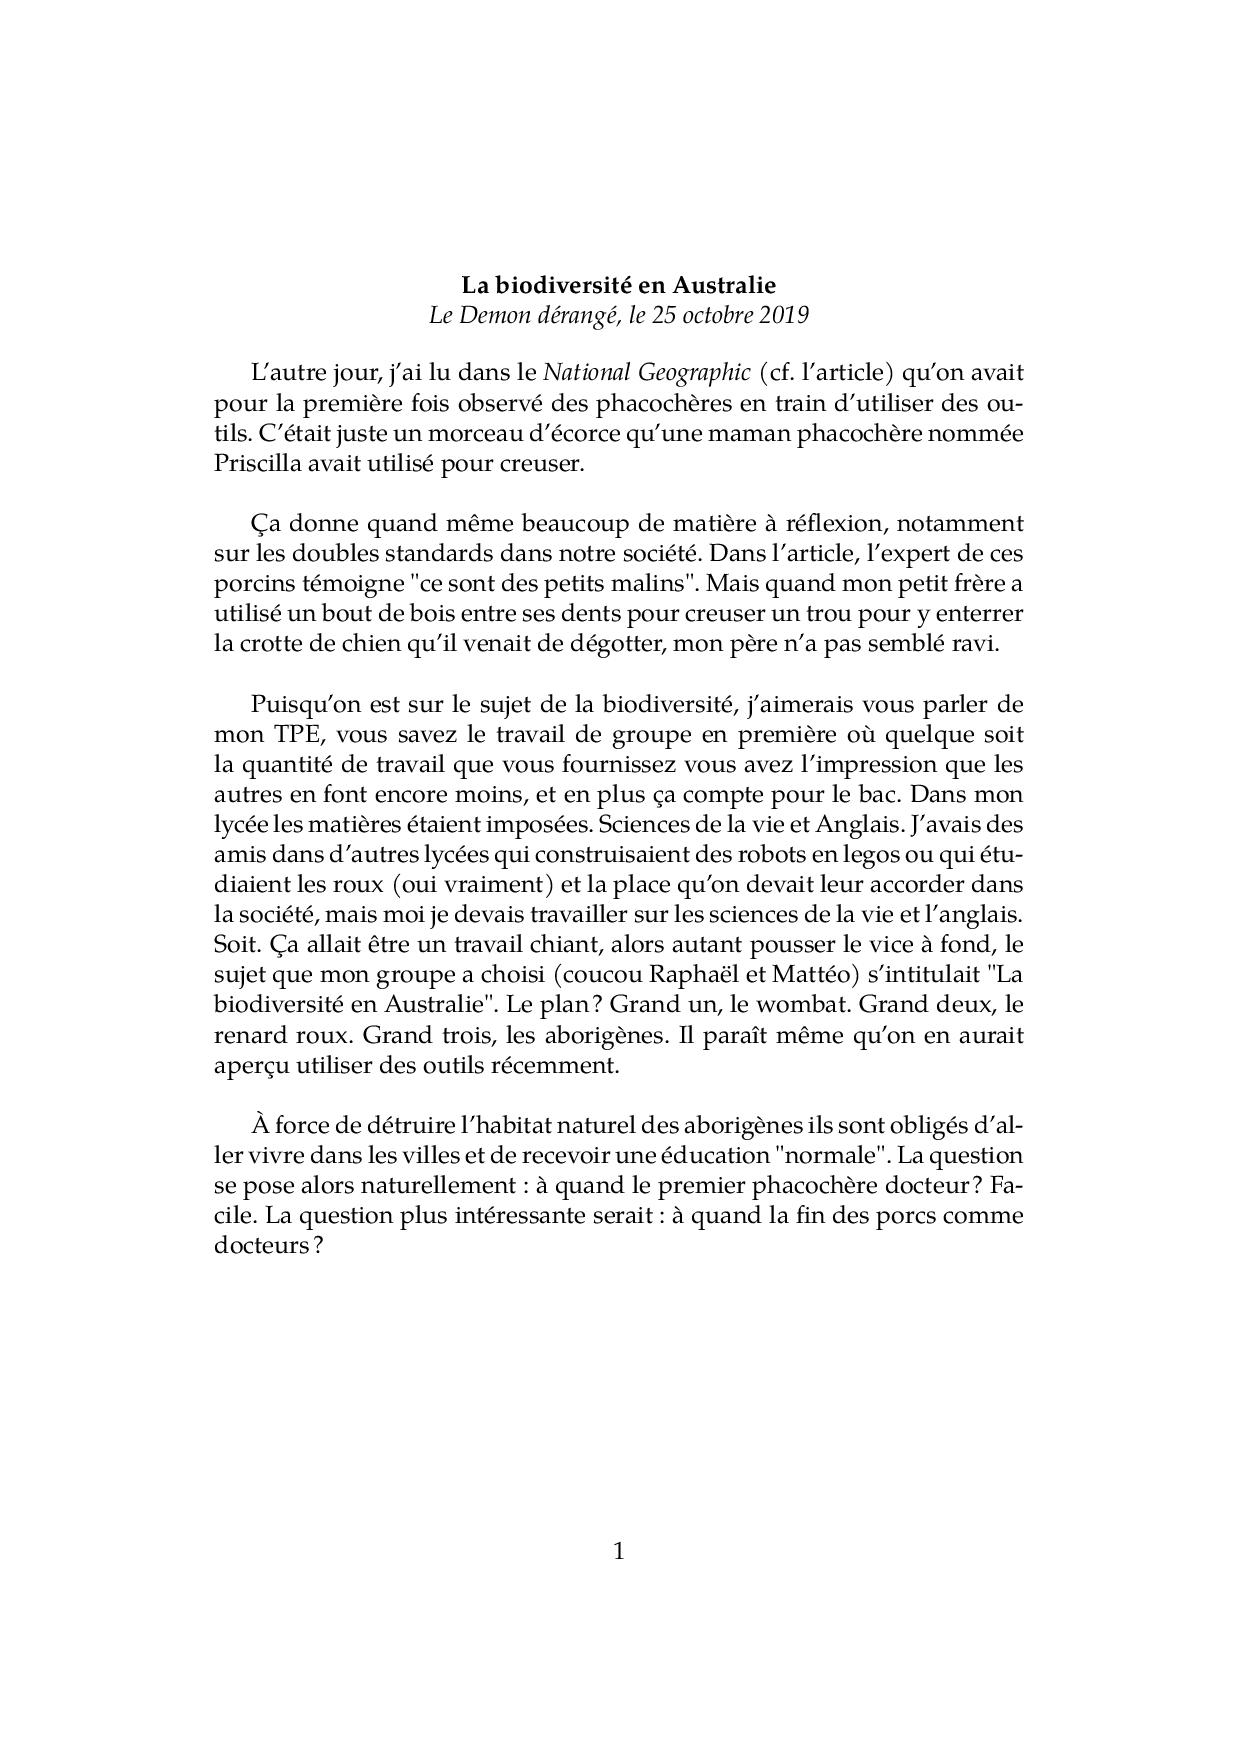 La biodiversité en Australie
Le Demon dérangé, le 25 octobre 2019
L'autre jour, j'ai lu dans le National Geographic (cf. l'article) qu'on avait
pour la première fois observé des phacochères en train d'utiliser des ou-
tils. C'était juste un morceau d'écorce qu'une maman phacochère nommée
Priscilla avait utilisé pour creuser.
Ça donne quand même beaucoup de matière à réflexion, notamment
sur les doubles standards dans notre société. Dans l'article, l'expert de ces
porcins témoigne "ce sont des petits malins". Mais quand mon petit frère a
utilisé un bout de bois entre ses dents pour creuser un trou pour y enterrer
la crotte de chien qu'il venait de dégotter, mon père n'a pas semblé ravi.
Puisqu'on est sur le sujet de la biodiversité, j'aimerais vous parler de
mon TPE, vous savez le travail de groupe en première où quelque soit
la quantité de travail que vous fournissez vous avez l'impression que les
autres en font encore moins, et en plus ça compte pour le bac. Dans mon
lycée les matières étaient imposées. Sciences de la vie et Anglais. J'avais des
amis dans d'autres lycées qui construisaient des robots en legos ou qui étu-
diaient les roux (oui vraiment) et la place qu'on devait leur accorder dans
la société, mais moi je devais travailler sur les sciences de la vie et l'anglais.
Soit. Ça allait être un travail chiant, alors autant pousser le vice à fond, le
sujet que mon groupe a choisi (coucou Raphaël et Mattéo) s'intitulait "La
biodiversité en Australie". Le plan ? Grand un, le wombat. Grand deux, le
renard roux. Grand trois, les aborigènes. Il paraît même qu'on en aurait
aperçu utiliser des outils récemment.
À force de détruire l'habitat naturel des aborigènes ils sont obligés d'al-
ler vivre dans les villes et de recevoir une éducation "normale". La question
se pose alors naturellement : à quand le premier phacochère docteur ? Fa-
cile. La question plus intéressante serait : à quand la fin des porcs comme
docteurs ?
1